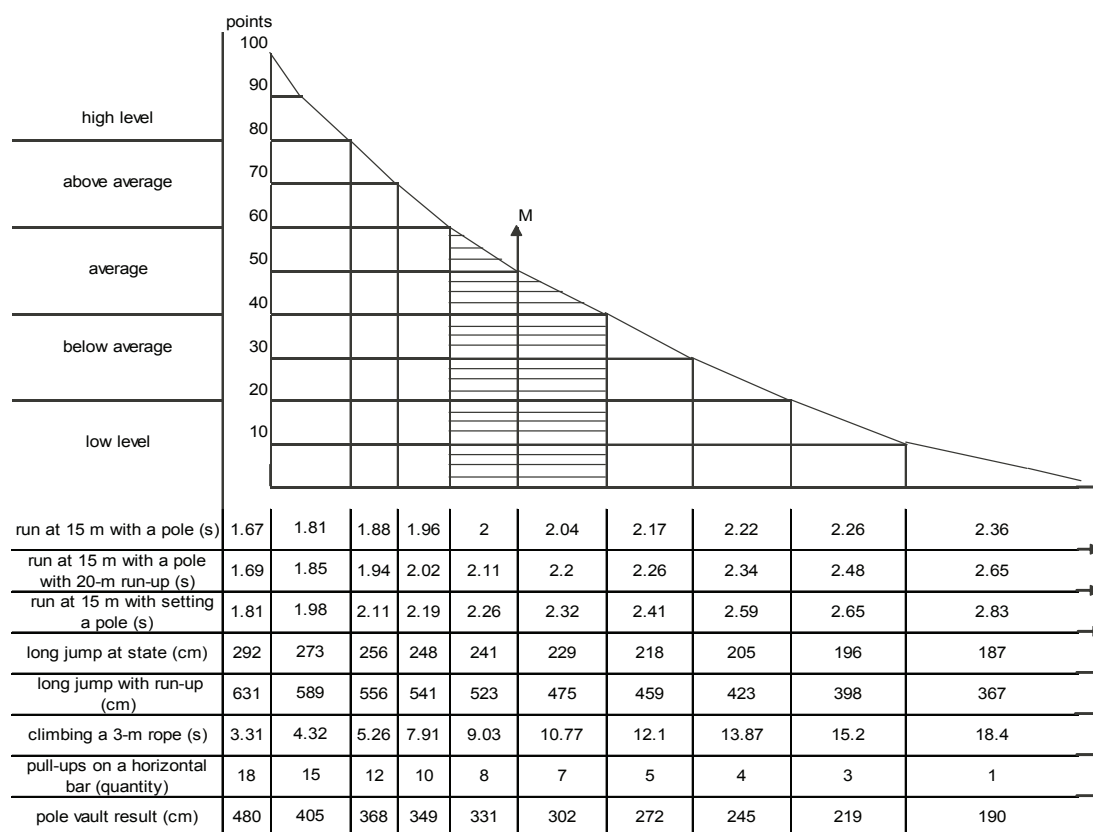 points
100
90
high level
80
above average
70
60
M
average
50
40
below average
30
20
low level
10
run at 15 m with a pole (s) 1.67 1.81 1.88 1.96 2 2.04 2.17 2.22 2.26 2.36
run at 15 m with a pole
with 20-m run-up (s) 1.69 1.85 1.94 2.02 2.11 2.2 2.26 2.34 2.48 2.65
run at 15 m with setting
a pole (s) 1.81 1.98 2.11 2.19 2.26 2.32 2.41 2.59 2.65 2.83
long jump at state (cm) 292 273 256 248 241 229 218 205 196 187
long jump with run-up
(cm) 631 589 556 541 523 475 459 423 398 367
climbing a 3-m rope (s) 3.31 4.32 5.26 7.91 9.03 10.77 12.1 13.87 15.2 18.4
pull-ups on a horizontal
bar (quantity) 18 15 12 10 8 7 5 4 3 1
pole vault result (cm) 480 405 368 349 331 302 272 245 219 190